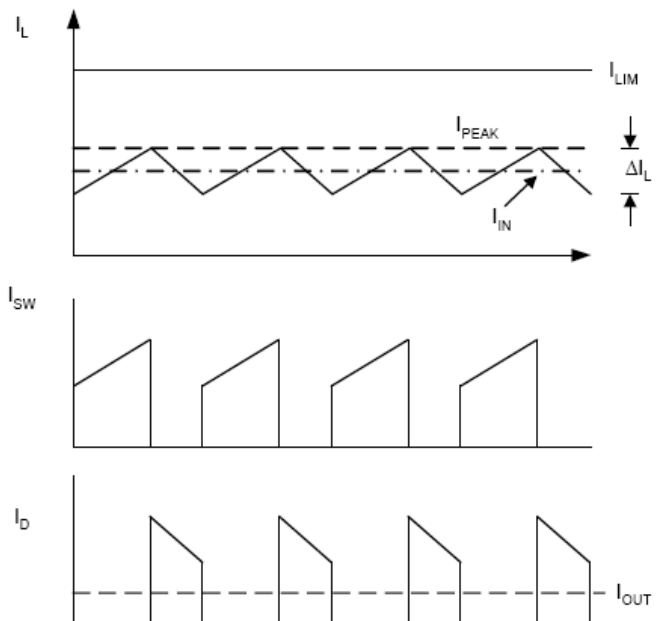 I_L
I_LIM
I_PEAK
ΔI_L
I_IN
I_SW
I_D
I_OUT